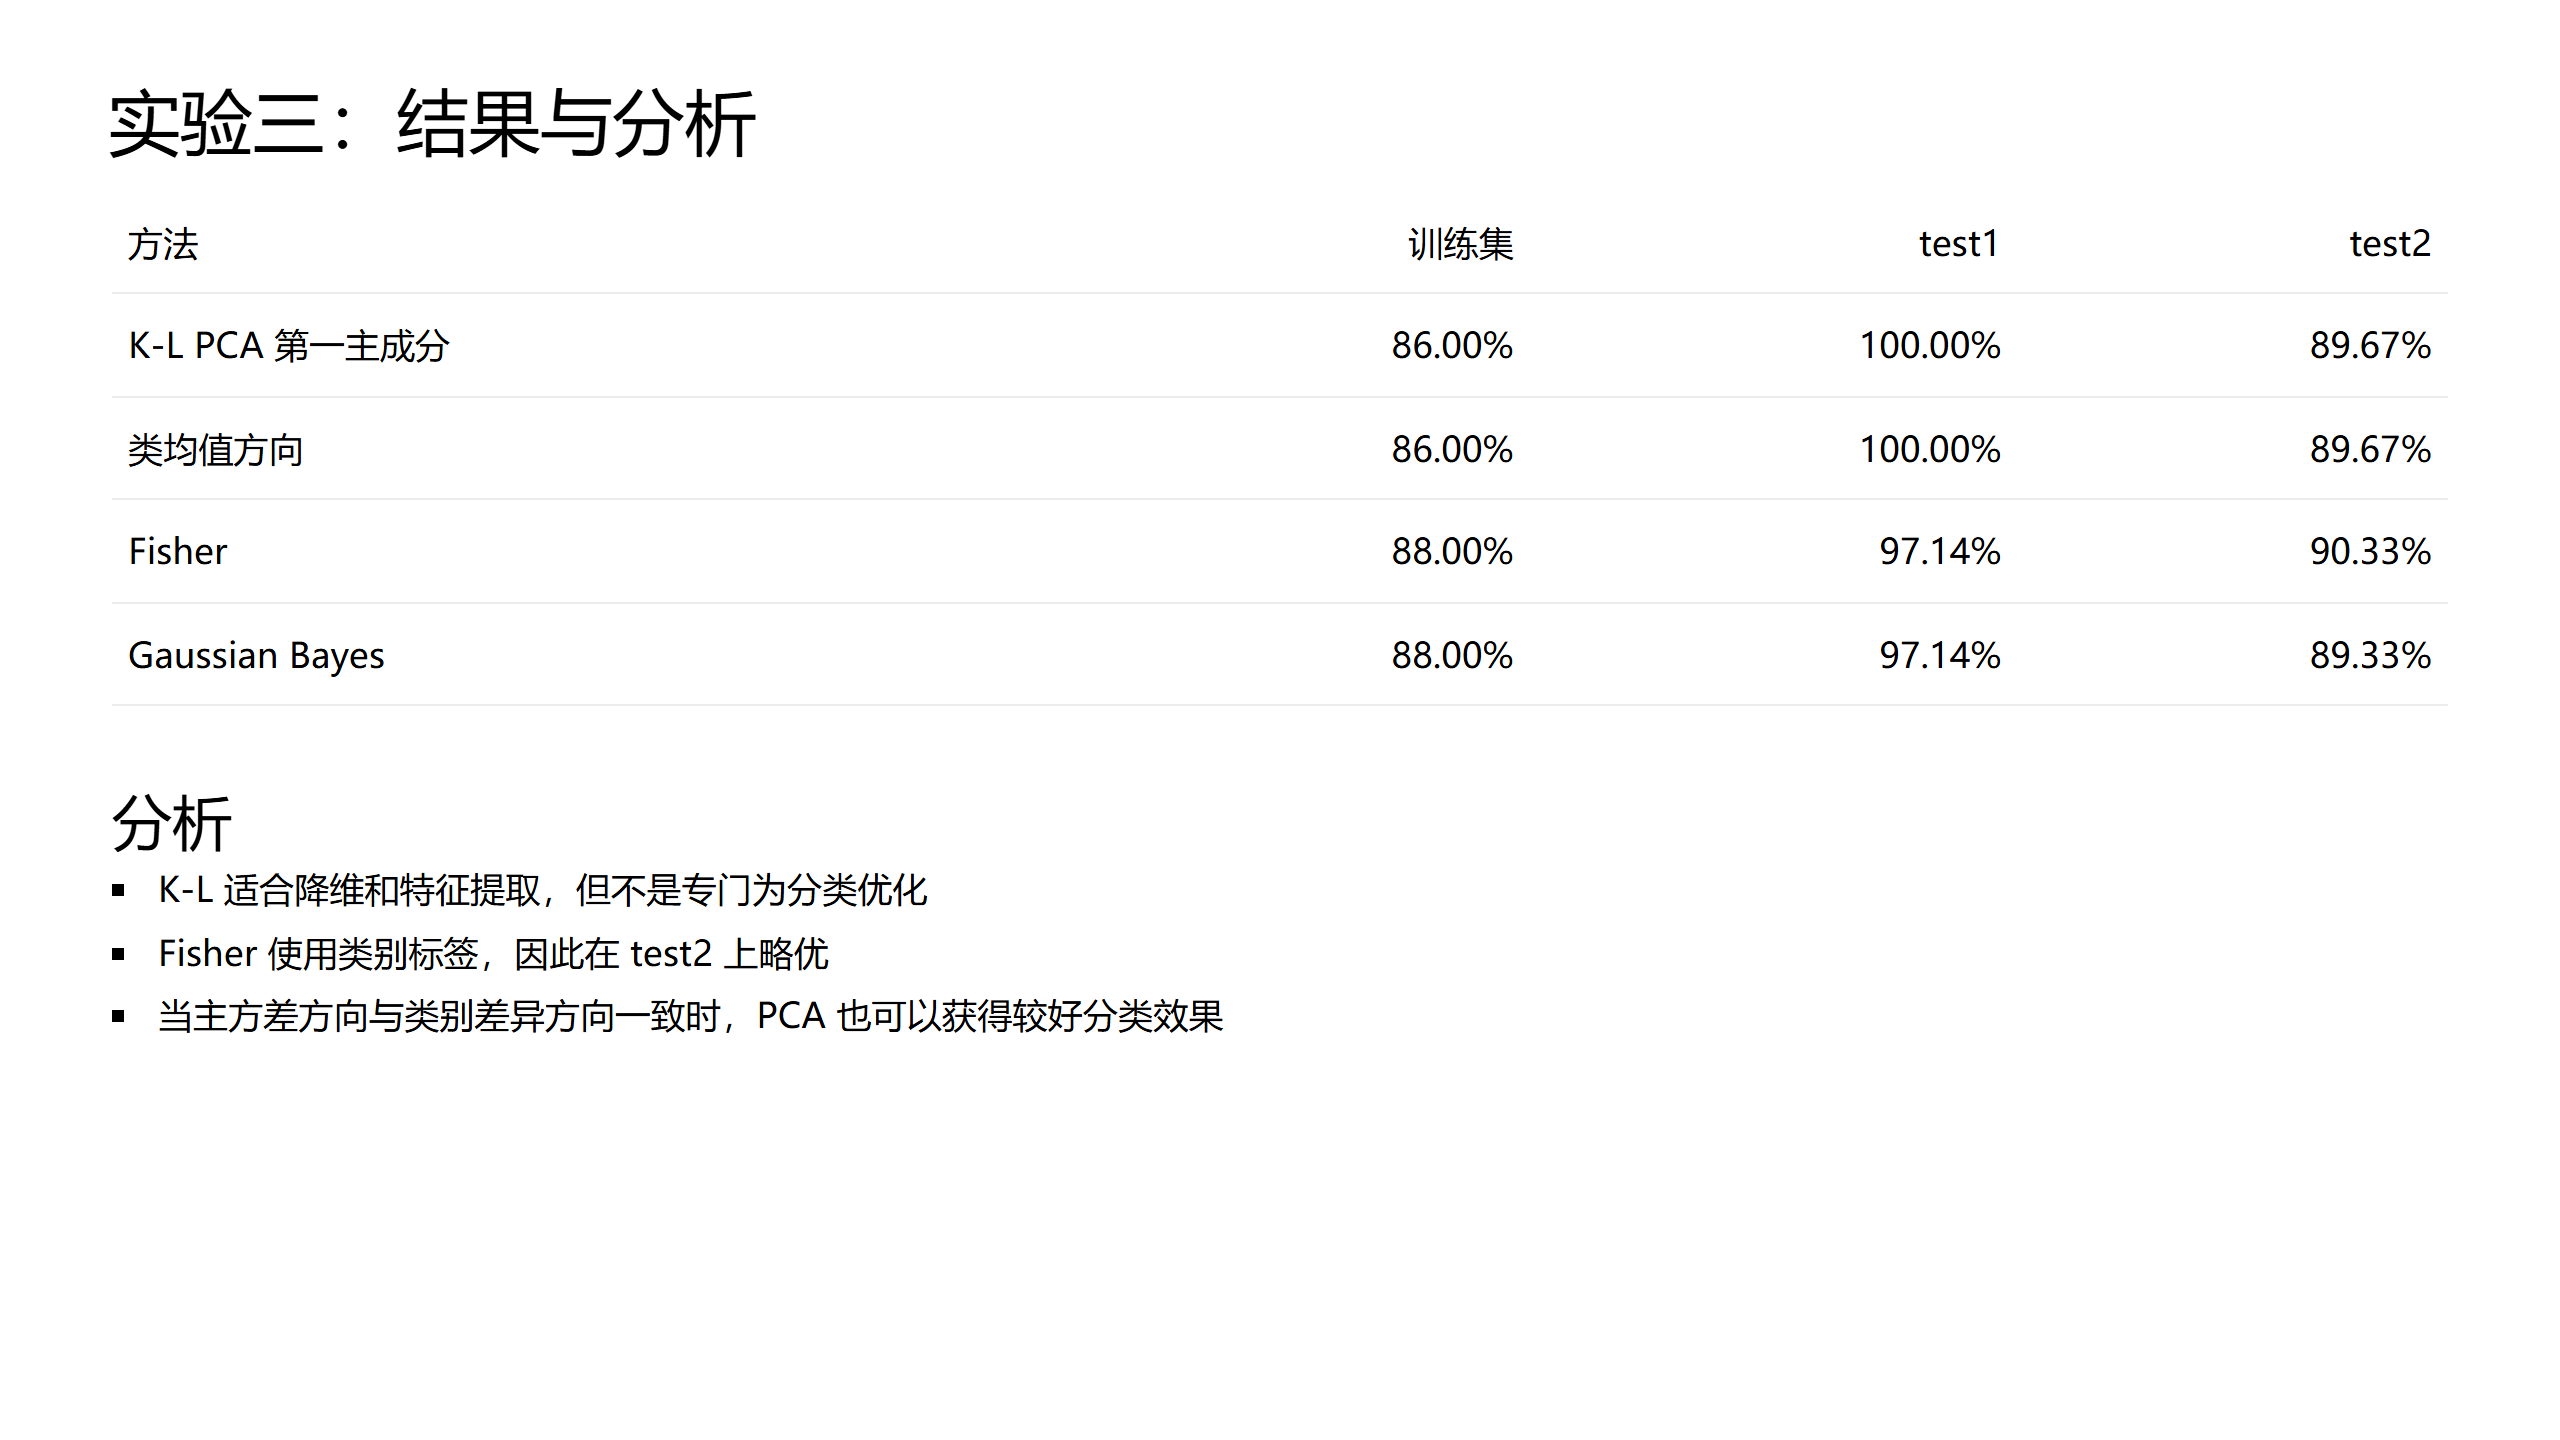 实验三：结果与分析
方法 训练集 test1 test2
K-L PCA 第一主成分 86.00% 100.00% 89.67%
类均值方向 86.00% 100.00% 89.67%
Fisher 88.00% 97.14% 90.33%
Gaussian Bayes 88.00% 97.14% 89.33%
分析
▪ K-L 适合降维和特征提取，但不是专门为分类优化
▪ Fisher 使用类别标签，因此在 test2 上略优
▪ 当主方差方向与类别差异方向一致时，PCA 也可以获得较好分类效果